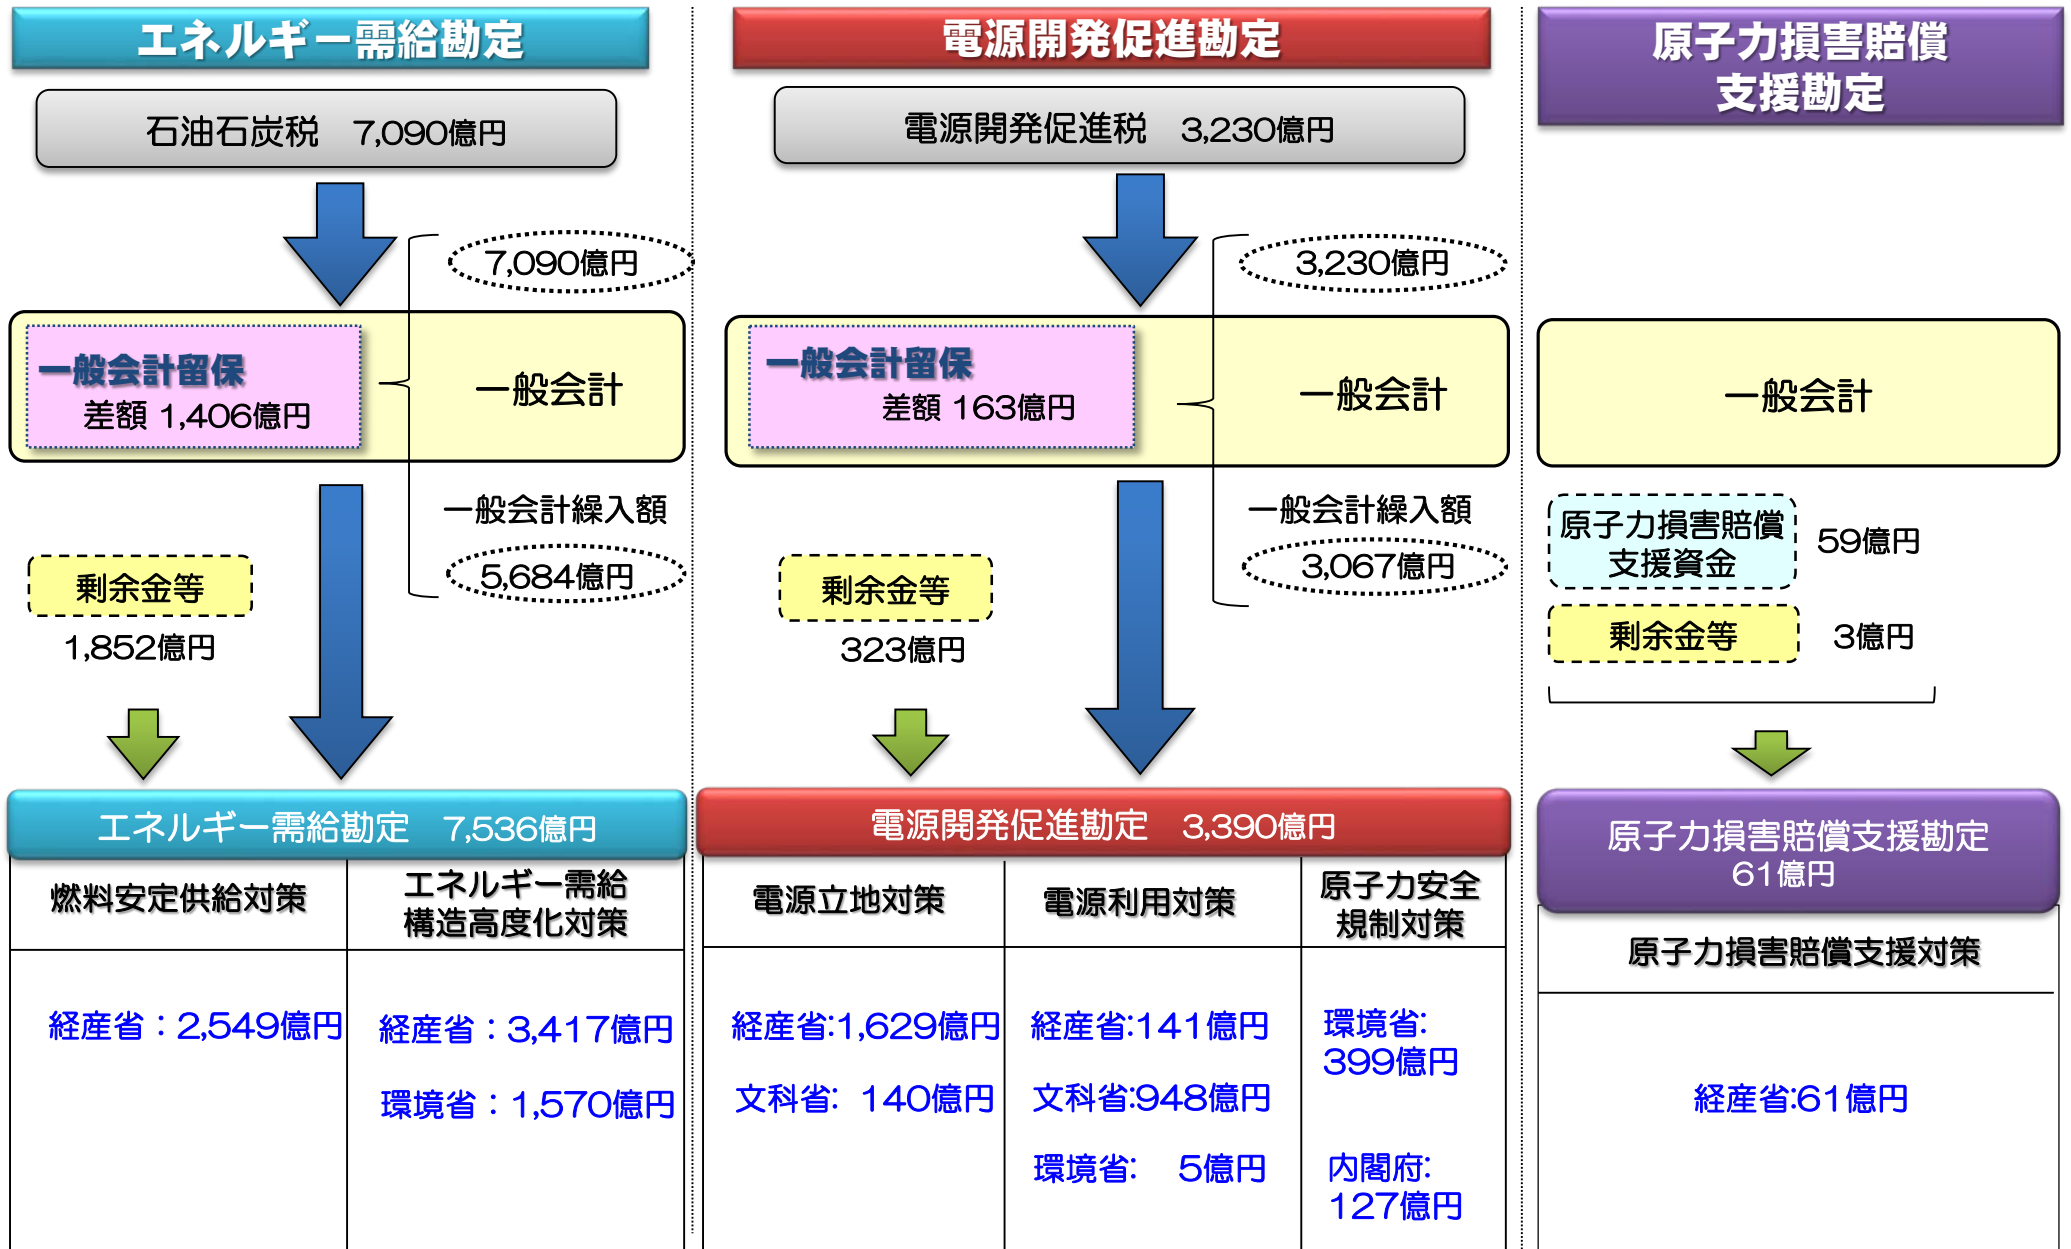 エネルギー需給勘定
石油石炭税　7,090億円
7,090億円
一般会計留保
差額 1,406億円
一般会計
一般会計繰入額
5,684億円
剰余金等
1,852億円
エネルギー需給勘定　7,536億円
燃料安定供給対策
エネルギー需給
構造高度化対策
経産省：2,549億円
経産省：3,417億円
環境省：1,570億円
電源開発促進勘定
電源開発促進税　3,230億円
3,230億円
一般会計留保
差額 163億円
一般会計
一般会計繰入額
3,067億円
剰余金等
323億円
電源開発促進勘定　3,390億円
電源立地対策
電源利用対策
原子力安全
規制対策
経産省:1,629億円
文科省: 140億円
経産省:141億円
文科省:948億円
環境省:　5億円
環境省:
399億円
内閣府:
127億円
原子力損害賠償
支援勘定
一般会計
原子力損害賠償
支援資金
59億円
剰余金等
3億円
原子力損害賠償支援勘定
61億円
原子力損害賠償支援対策
経産省:61億円